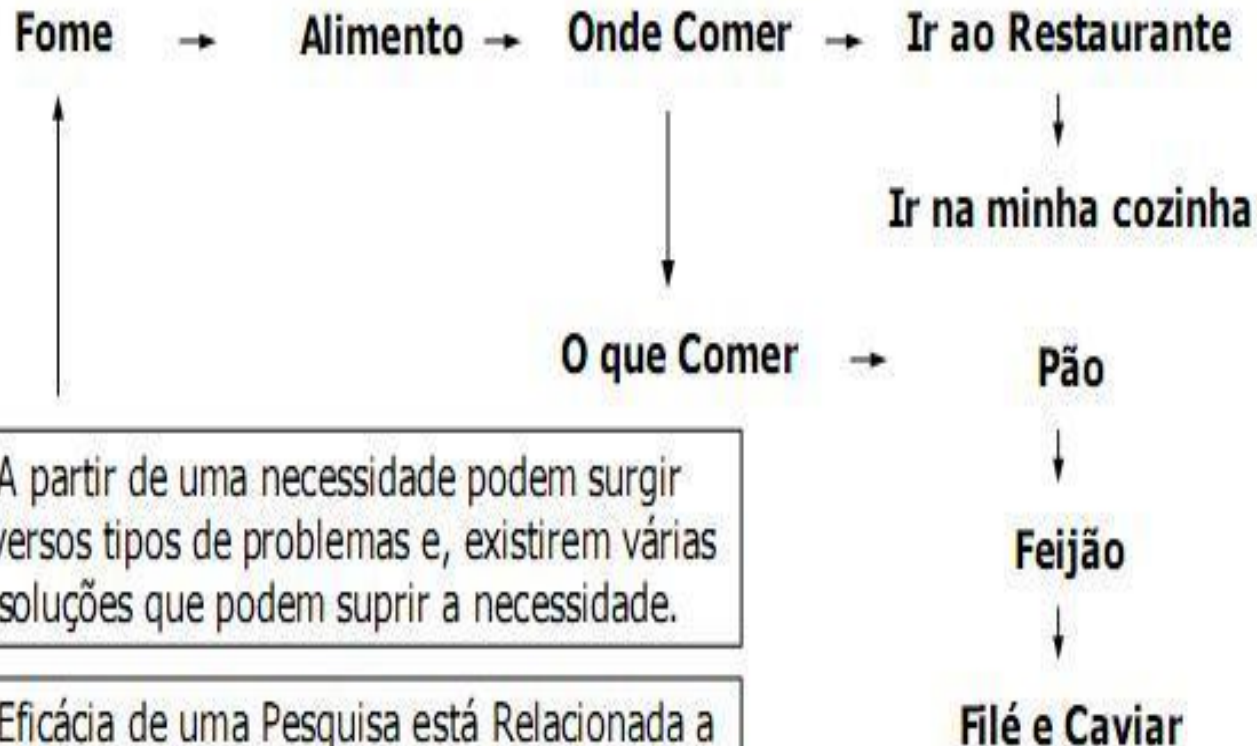 Fome → Alimento → Onde Comer → Ir ao Restaurante
Ir na minha cozinha
O que Comer → Pão
Feijão
Filé e Caviar
A partir de uma necessidade podem surgir
versos tipos de problemas e, existirem várias
soluções que podem suprir a necessidade.
Eficácia de uma Pesquisa está Relacionada a